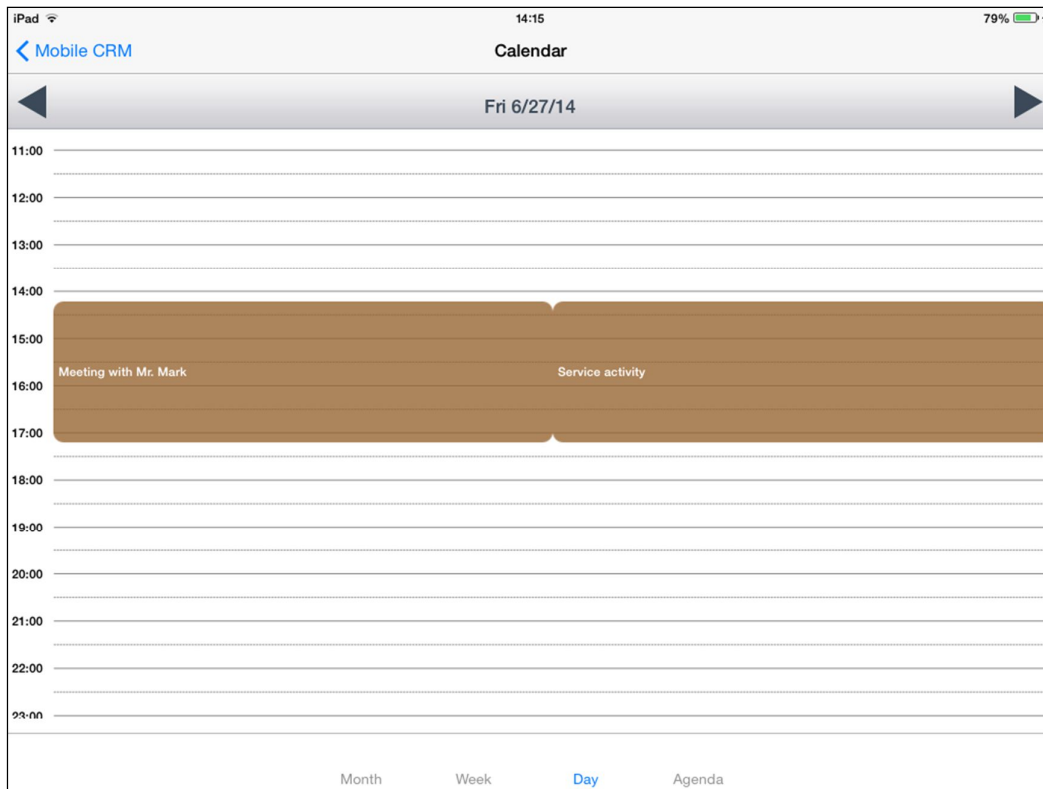 iPad 14:15 79%
Mobile CRM Calendar
Fri 6/27/14
11:00
12:00
13:00
14:00
15:00
Meeting with Mr. Mark Service activity
16:00
17:00
18:00
19:00
20:00
21:00
22:00
23:00
Month Week Day Agenda